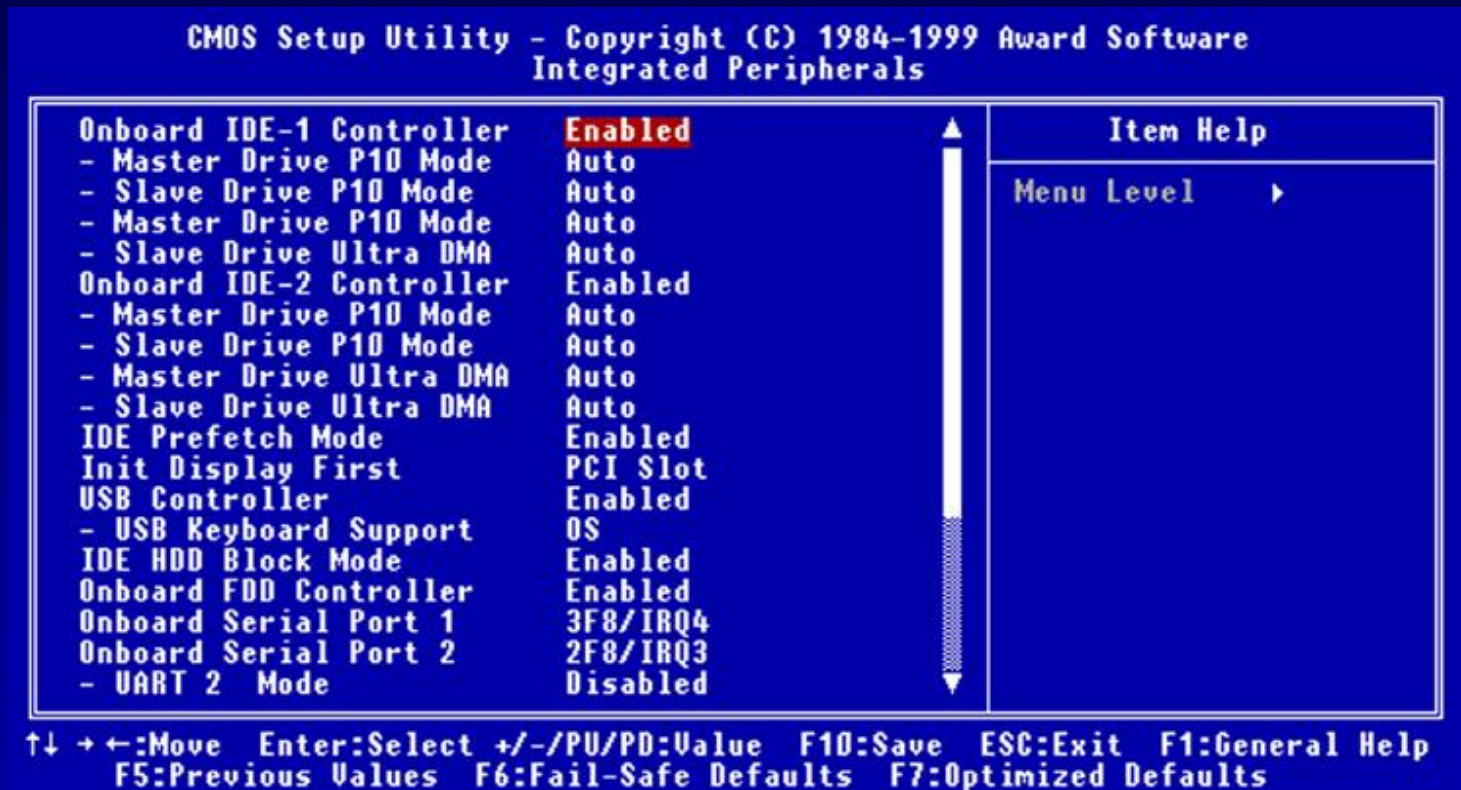 CMOS Setup Utility - Copyright (C) 1984-1999 Award Software
Integrated Peripherals
Onboard IDE-1 Controller Enabled
- Master Drive P10 Mode Auto
- Slave Drive P10 Mode Auto
- Master Drive P10 Mode Auto
- Slave Drive Ultra DMA Auto
Onboard IDE-2 Controller Enabled
- Master Drive P10 Mode Auto
- Slave Drive P10 Mode Auto
- Master Drive Ultra DMA Auto
- Slave Drive Ultra DMA Auto
IDE Prefetch Mode Enabled
Init Display First PCI Slot
USB Controller Enabled
- USB Keyboard Support OS
IDE HDD Block Mode Enabled
Onboard FDD Controller Enabled
Onboard Serial Port 1 3F8/IRQ4
Onboard Serial Port 2 2F8/IRQ3
- UART 2 Mode Disabled
Item Help
Menu Level
↑↓ → ←:Move Enter:Select +/-/PU/PD:Value F10:Save ESC:Exit F1:General Help
F5:Previous Values F6:Fail-Safe Defaults F7:Optimized Defaults